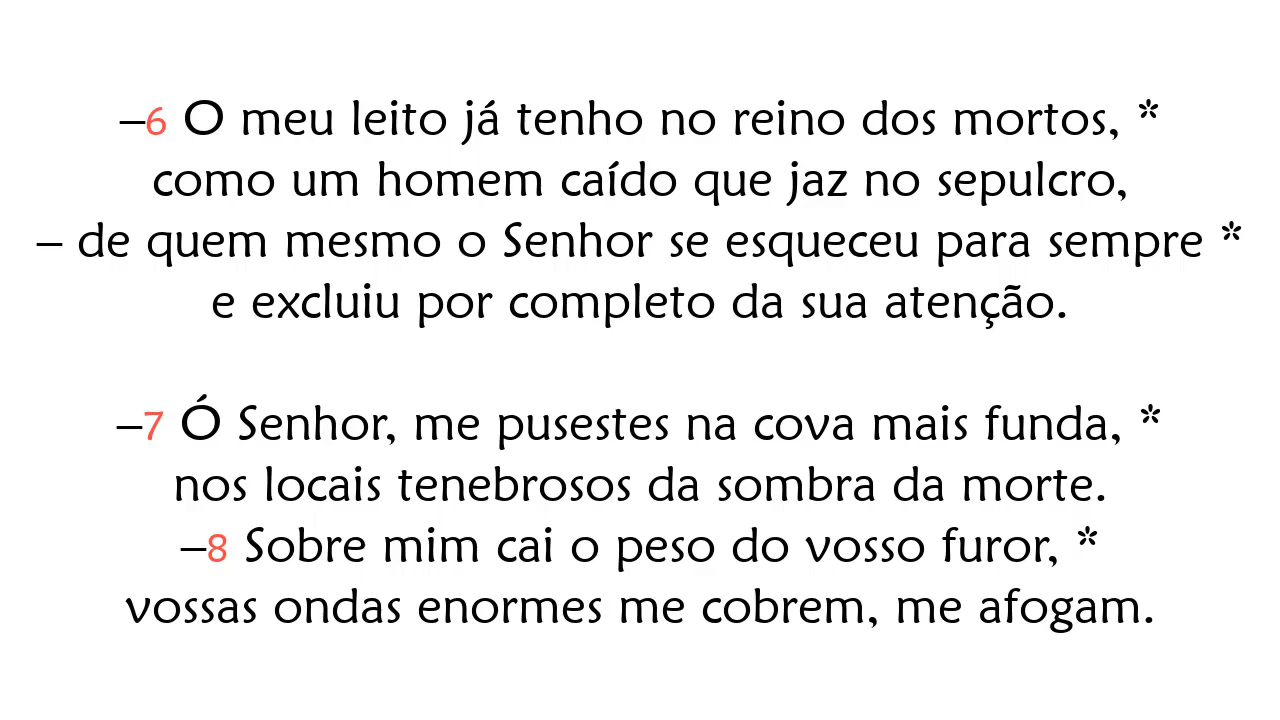 –6 O meu leito já tenho no reino dos mortos, *
como um homem caído que jaz no sepulcro,
– de quem mesmo o Senhor se esqueceu para sempre *
e excluiu por completo da sua atenção.
–7 Ó Senhor, me pusestes na cova mais funda, *
nos locais tenebrosos da sombra da morte.
–8 Sobre mim cai o peso do vosso furor, *
vossas ondas enormes me cobrem, me afogam.